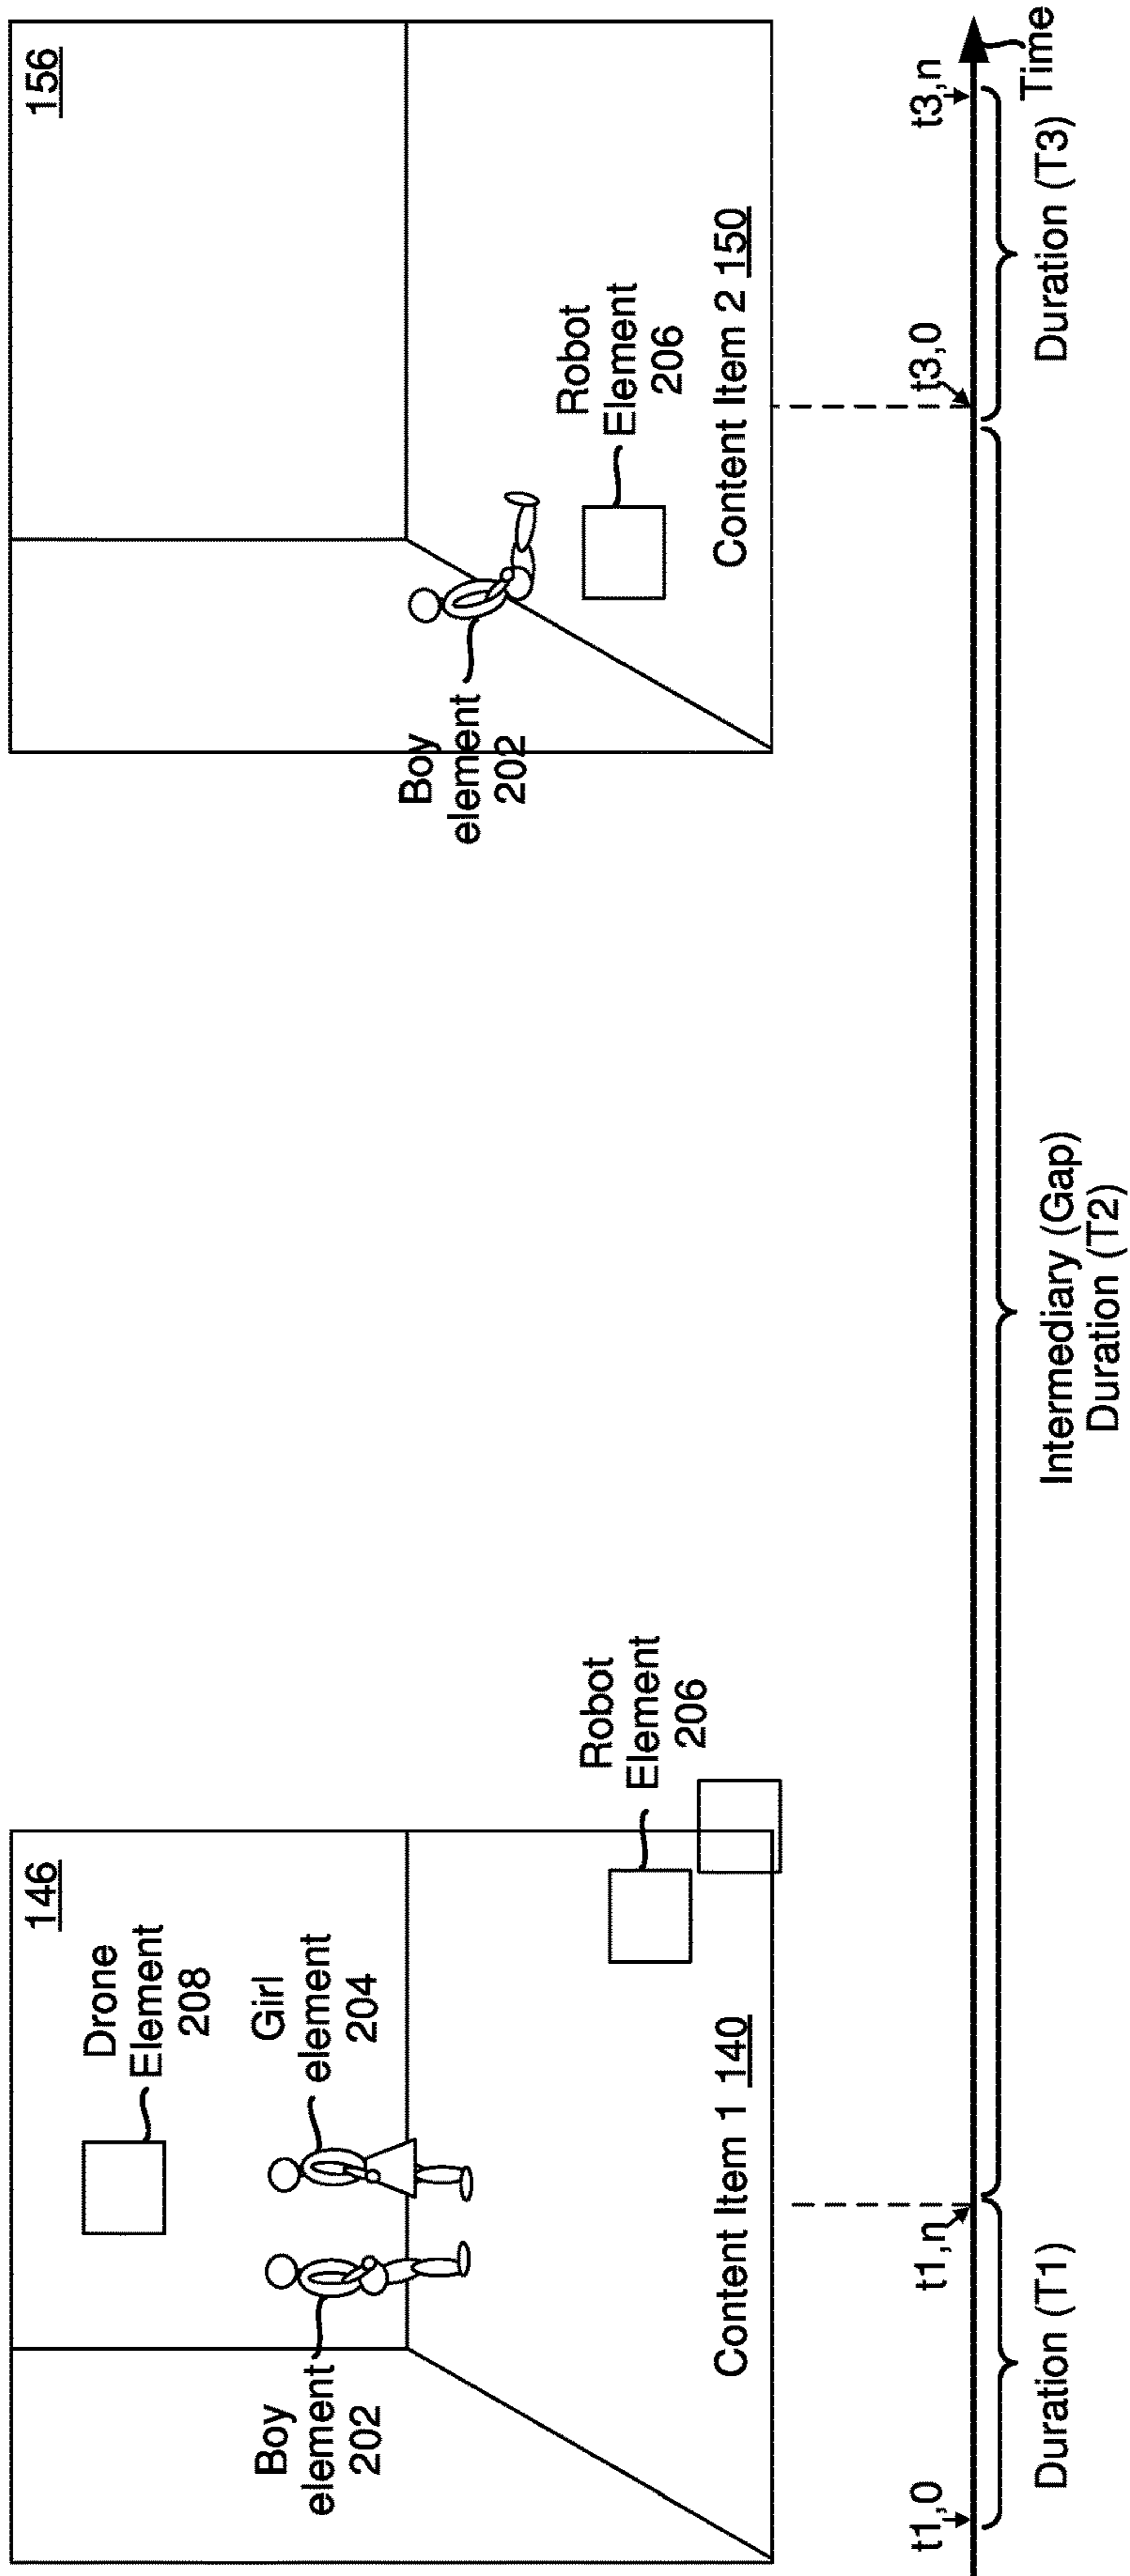 146
Drone
Element
208
Girl
element
204
Boy
element
202
Robot
Element
206
Content Item 1 140
156
Boy
element
202
Robot
Element
206
Content Item 2 150
t1,0
t1,n
t3,0
t3,n
Time
Duration (T1)
Intermediary (Gap)
Duration (T2)
Duration (T3)